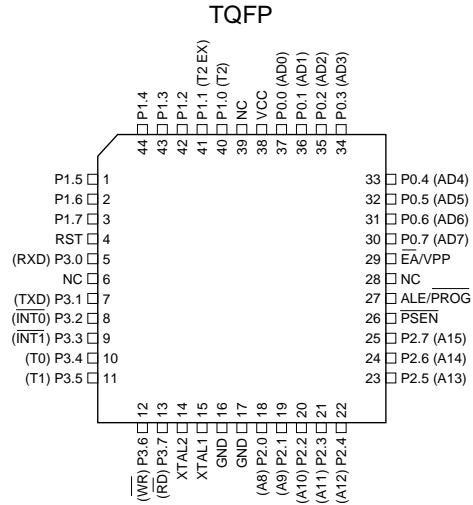 TQFP
P1.4
P1.3
P1.2
P1.1 (T2 EX)
P1.0 (T2)
NC
VCC
P0.0 (AD0)
P0.1 (AD1)
P0.2 (AD2)
P0.3 (AD3)
44
43
42
41
40
39
38
37
36
35
34
P1.5 1
P1.6 2
P1.7 3
RST 4
(RXD) P3.0 5
NC 6
(TXD) P3.1 7
(INT0) P3.2 8
(INT1) P3.3 9
(T0) P3.4 10
(T1) P3.5 11
33 P0.4 (AD4)
32 P0.5 (AD5)
31 P0.6 (AD6)
30 P0.7 (AD7)
29 EA/VPP
28 NC
27 ALE/PROG
26 PSEN
25 P2.7 (A15)
24 P2.6 (A14)
23 P2.5 (A13)
12
13
14
15
16
17
18
19
20
21
22
(WR) P3.6
(RD) P3.7
XTAL2
XTAL1
GND
GND
(A8) P2.0
(A9) P2.1
(A10) P2.2
(A11) P2.3
(A12) P2.4